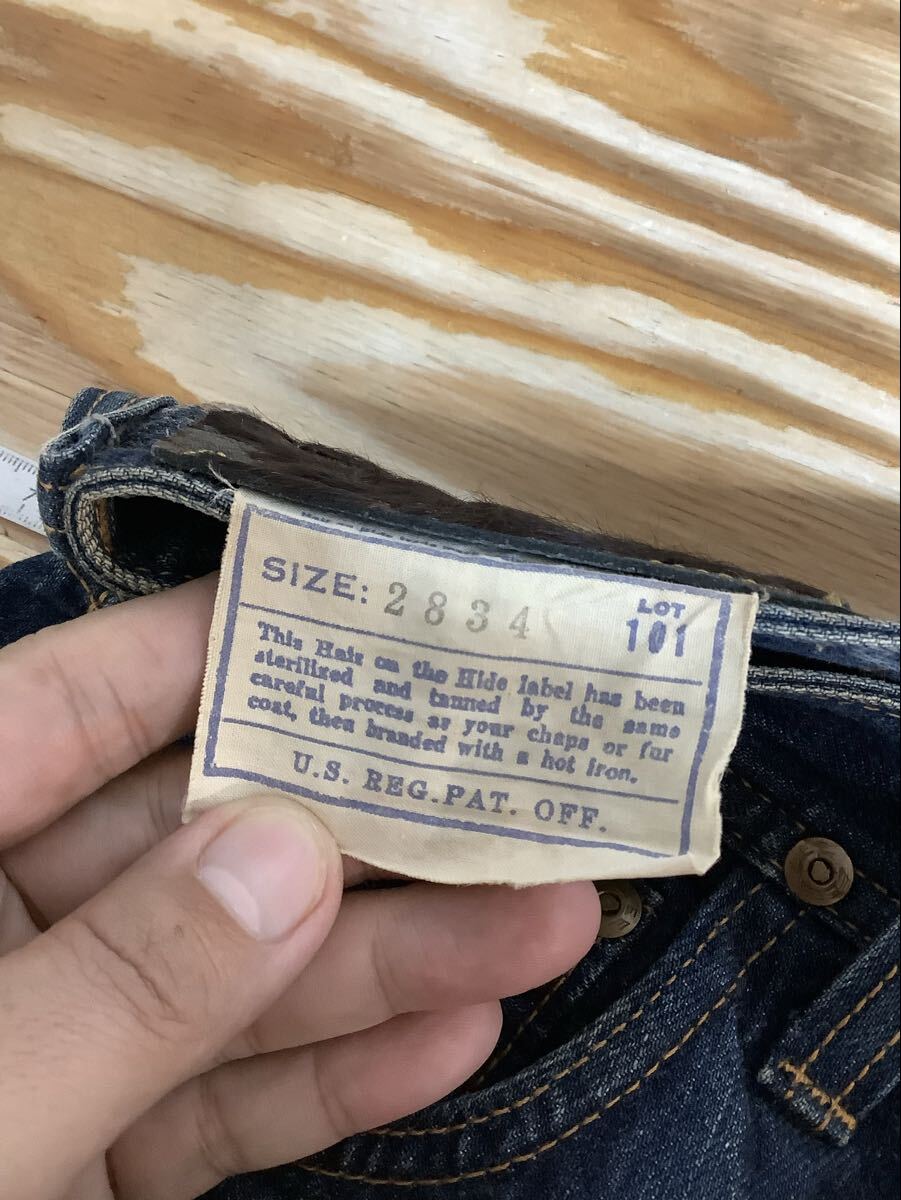 SIZE: 2834
LOT
101
This Hair on the Hide label has been
sterilized and tanned by the same
careful process as your chaps or fur
coat, then branded with a hot iron.
U.S. REG.PAT. OFF.